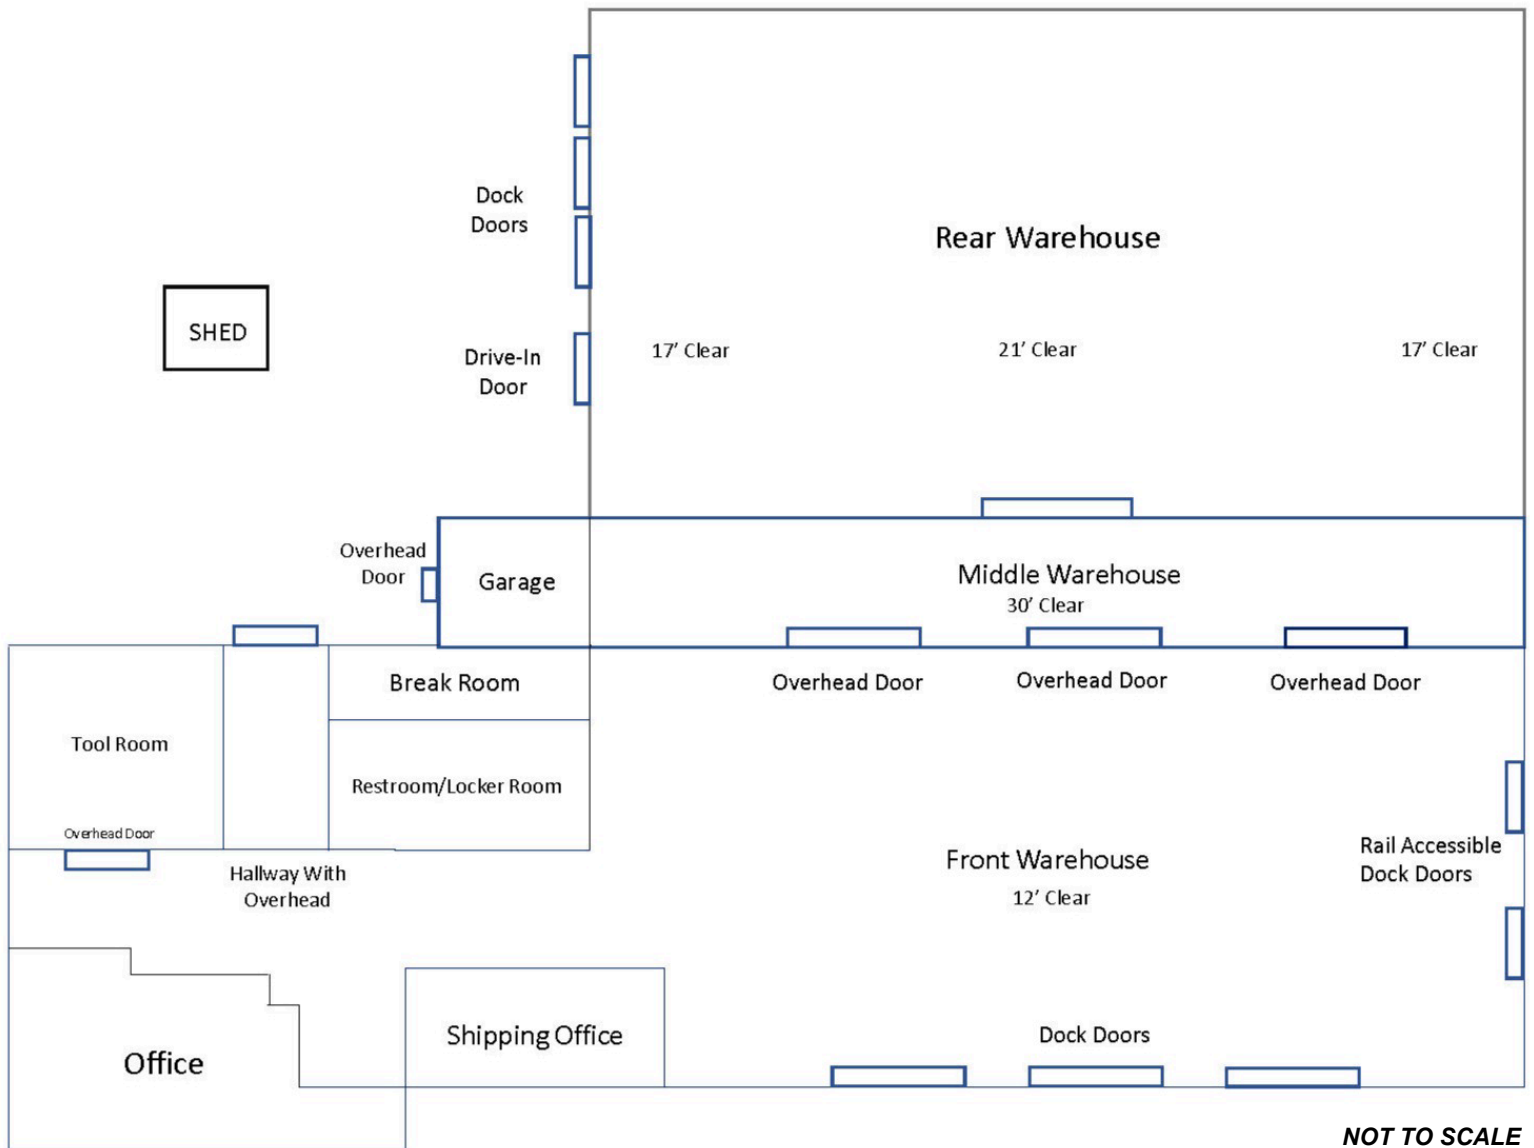 Dock
Doors
Rear Warehouse
SHED
Drive-In
Door
17' Clear
21' Clear
17' Clear
Overhead
Door
Garage
Middle Warehouse
30' Clear
Break Room
Overhead Door
Overhead Door
Overhead Door
Tool Room
Restroom/Locker Room
Overhead Door
Hallway With
Overhead
Front Warehouse
12' Clear
Rail Accessible
Dock Doors
Shipping Office
Dock Doors
Office
NOT TO SCALE